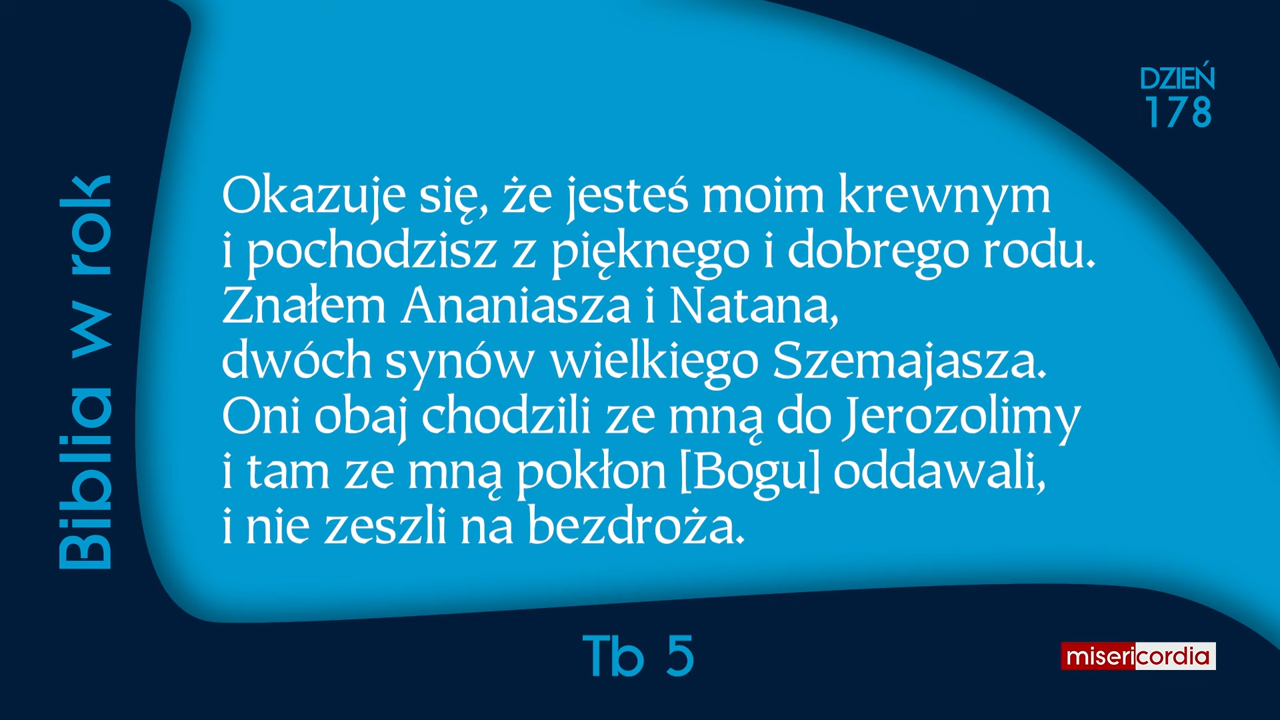 DZIEŃ
178
Biblia w rok
Okazuje się, że jesteś moim krewnym
i pochodzisz z pięknego i dobrego rodu.
Znałem Ananiasza i Natana,
dwóch synów wielkiego Szemajasza.
Oni obaj chodzili ze mną do Jerozolimy
i tam ze mną pokłon [Bogu] oddawali,
i nie zeszli na bezdroża.
Tb 5
misericordia